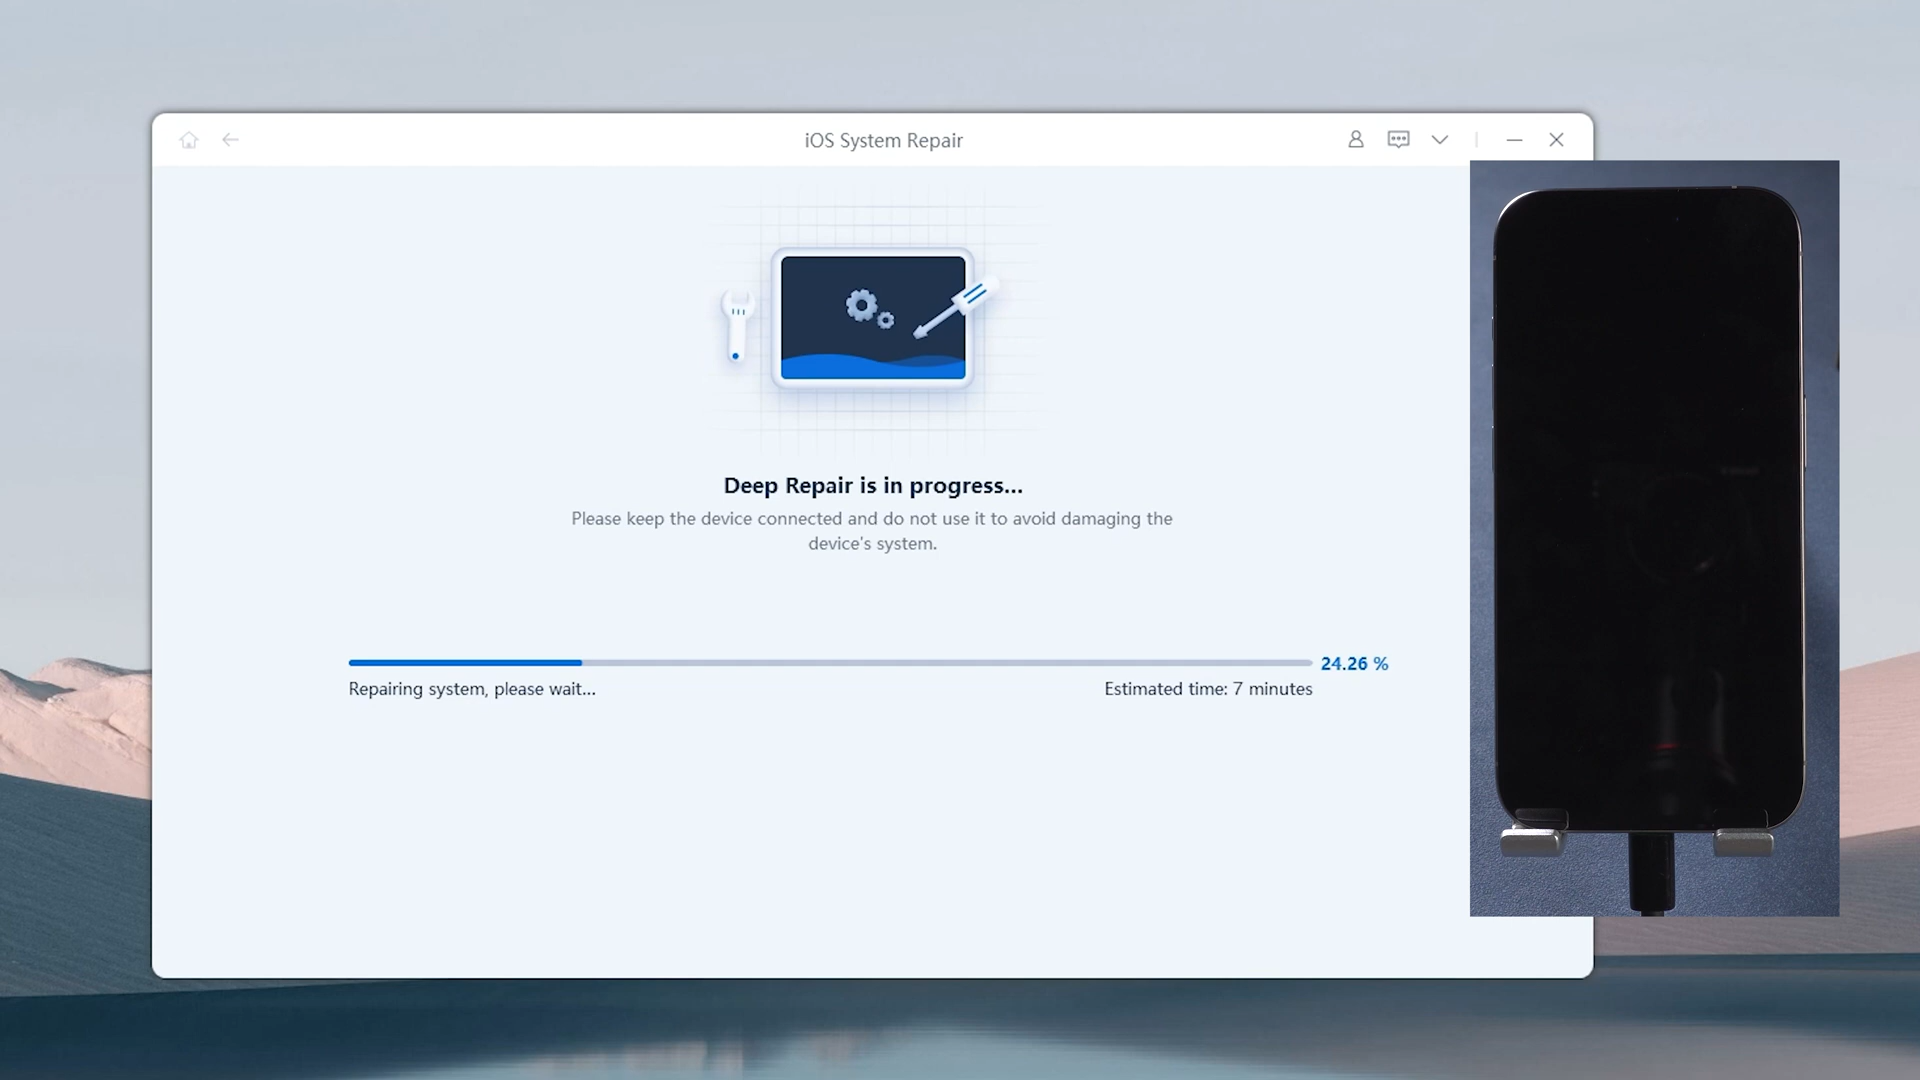 iOS System Repair
Deep Repair is in progress...
Please keep the device connected and do not use it to avoid damaging the
device's system.
24.26 %
Repairing system, please wait...
Estimated time: 7 minutes